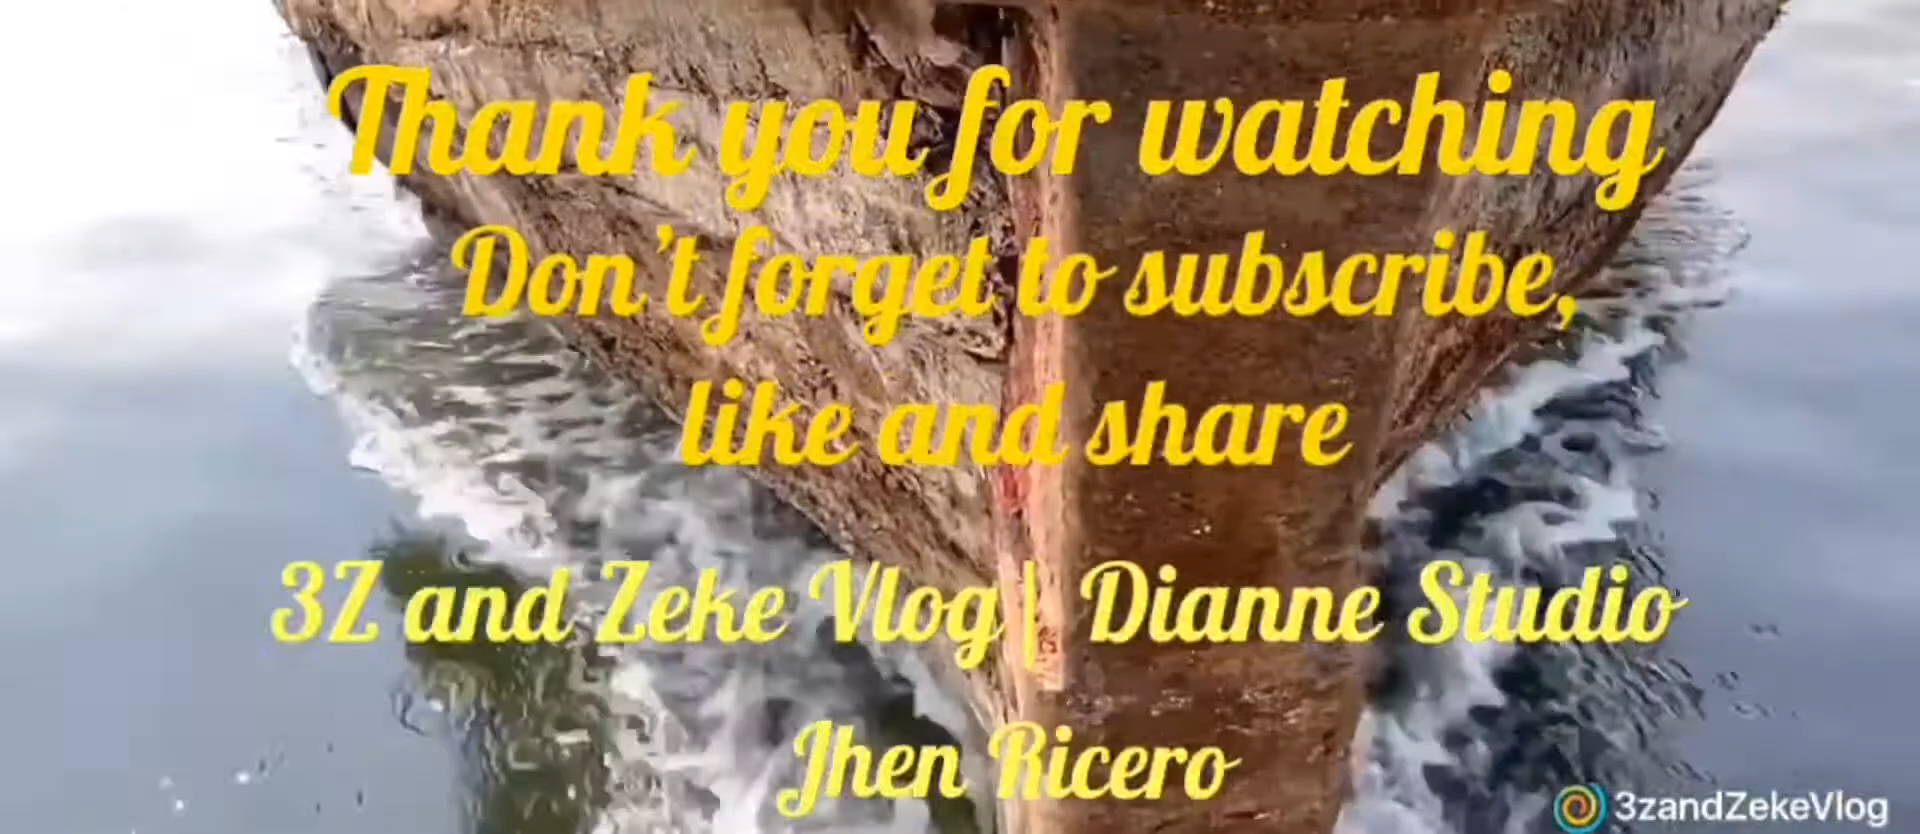 Thank you for watching
Don't forget to subscribe,
like and share
3Z and Zeke Vlog | Dianne Studio
Jhen Ricero
3zandZekeVlog